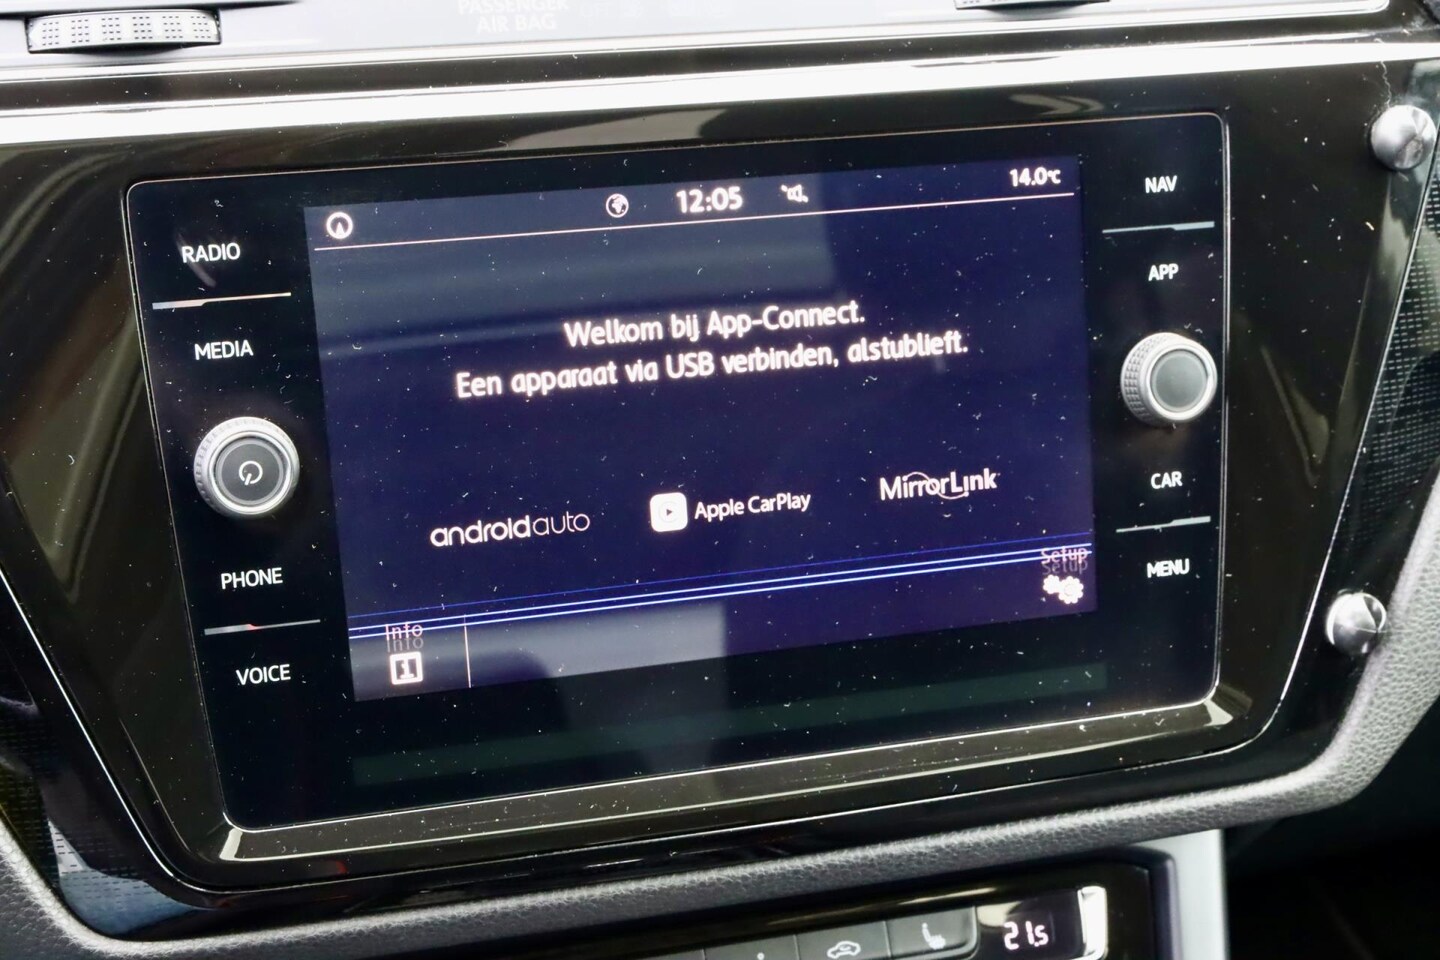 PASSENGER
AIR BAG
12:05
14.0°C
RADIO
MEDIA
PHONE
VOICE
Welkom bij App-Connect.
Een apparaat via USB verbinden, alstublieft.
androidauto
Apple CarPlay
MirrorLink
Setup
Info
NAV
APP
CAR
MENU
21.5